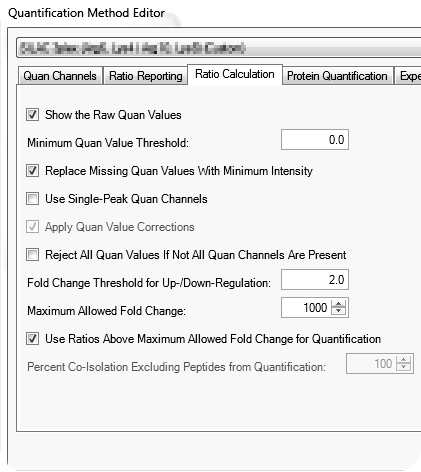 Quantification Method Editor
Quan Channels Ratio Reporting Ratio Calculation Protein Quantification Expe
Show the Raw Quan Values
Minimum Quan Value Threshold: 0.0
Replace Missing Quan Values With Minimum Intensity
Use Single-Peak Quan Channels
Apply Quan Value Corrections
Reject All Quan Values If Not All Quan Channels Are Present
Fold Change Threshold for Up-/Down-Regulation: 2.0
Maximum Allowed Fold Change: 1000
Use Ratios Above Maximum Allowed Fold Change for Quantification
Percent Co-Isolation Excluding Peptides from Quantification: 100